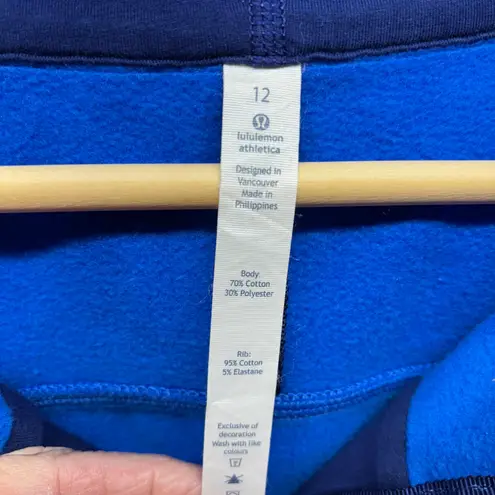 12
lululemon
athletica
Designed in
Vancouver
Made in
Philippines
Body
70% Cotton
30% Polyester
Rib:
95% Cotton
5% Elastane
Exclusive of
decoration
Wash with like
colours